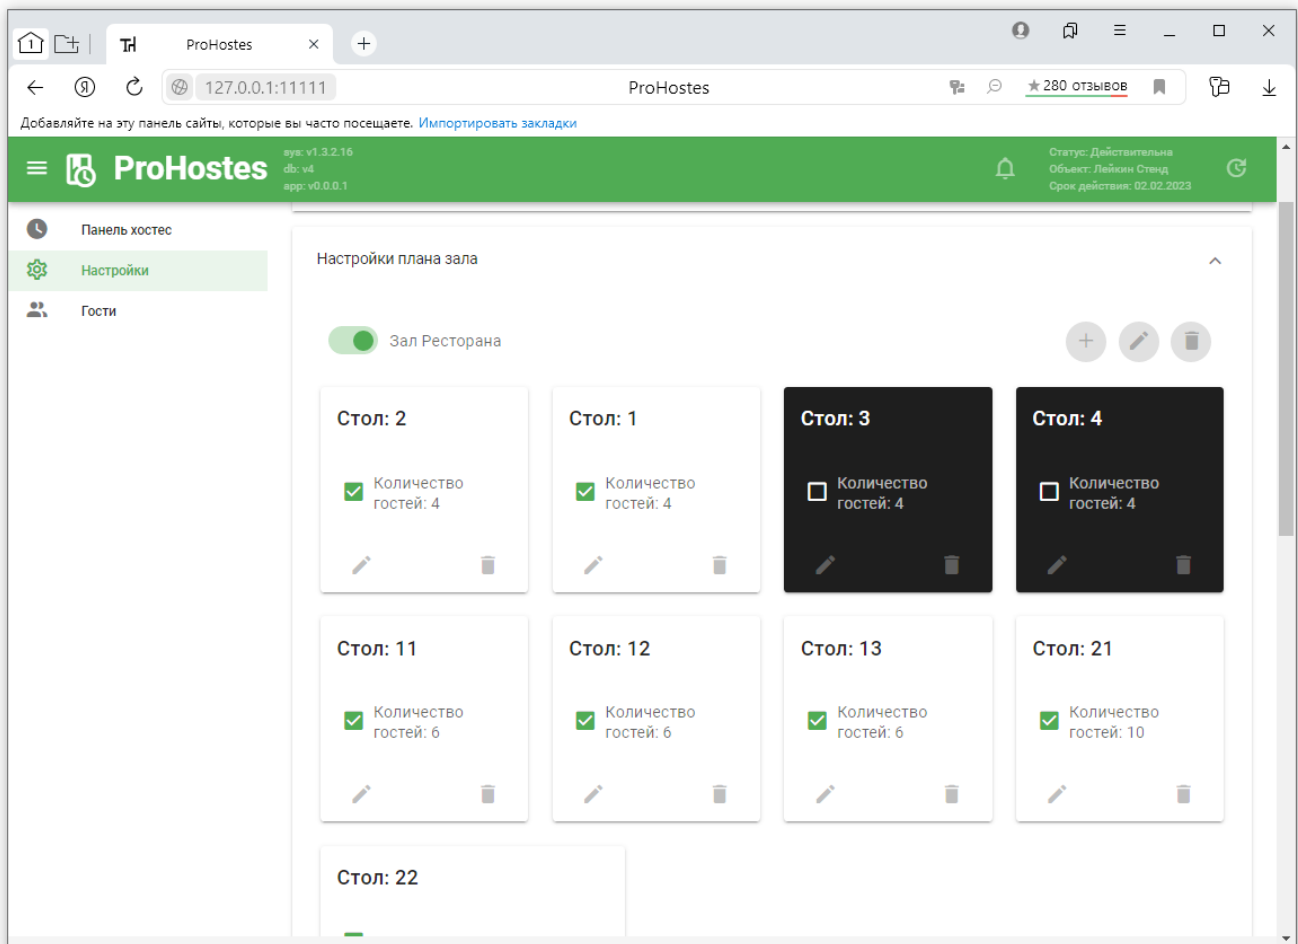 1
ProHostes
Я
127.0.0.1:11111
ProHostes
★ 280 отзывов
Добавляйте на эту панель сайты, которые вы часто посещаете. Импортировать закладки
ProHostes
sys: v1.3.2.16
db: v4
app: v0.0.0.1
Статус: Действительна
Объект: Лейкин Стенд
Срок действия: 02.02.2023
Панель хостес
Настройки
Гости
Настройки плана зала
Зал Ресторана
Стол: 2
Количество
гостей: 4
Стол: 1
Количество
гостей: 4
Стол: 3
Количество
гостей: 4
Стол: 4
Количество
гостей: 4
Стол: 11
Количество
гостей: 6
Стол: 12
Количество
гостей: 6
Стол: 13
Количество
гостей: 6
Стол: 21
Количество
гостей: 10
Стол: 22